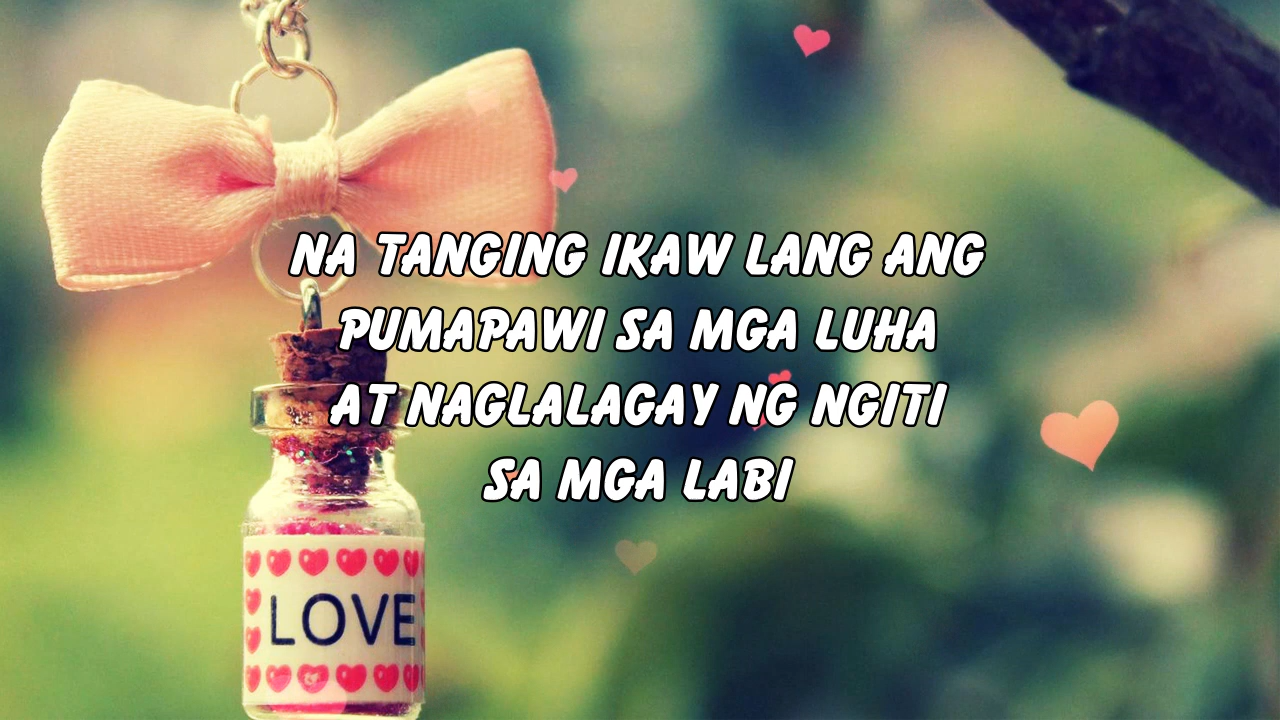 NA TANGING IKAW LANG ANG
PUMAPAWI SA MGA LUHA
AT NAGLALAGAY NG NGITI
SA MGA LABI
LOVE